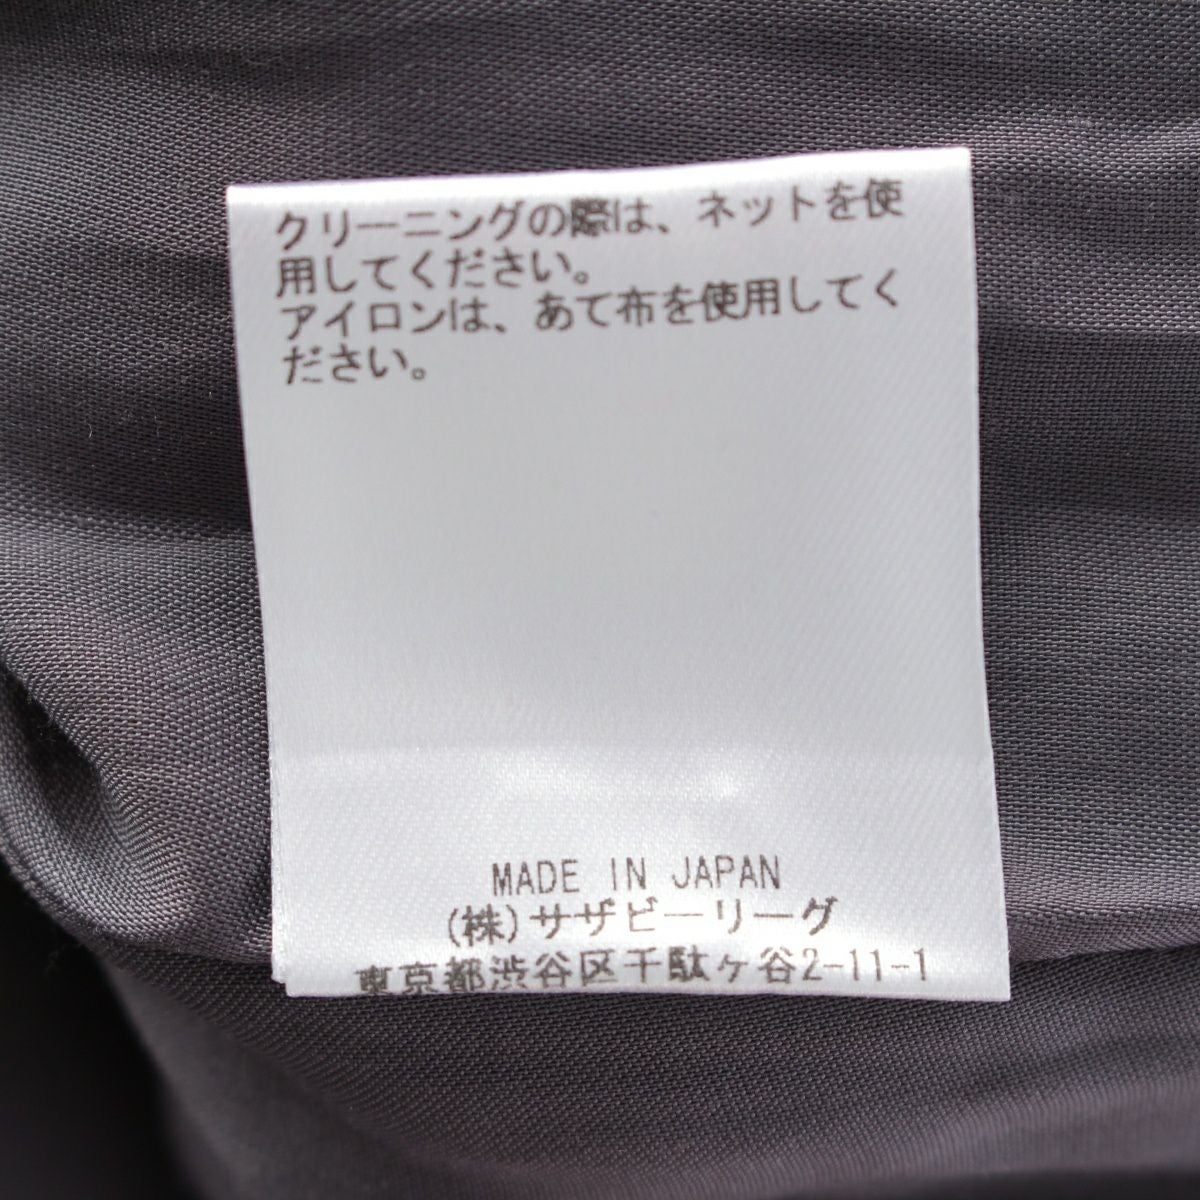 クリーニングの際は、ネットを使
用してください。
アイロンは、あて布を使用してく
ださい。
MADE IN JAPAN
(株)サザビーリーグ
東京都渋谷区千駄ヶ谷2-11-1